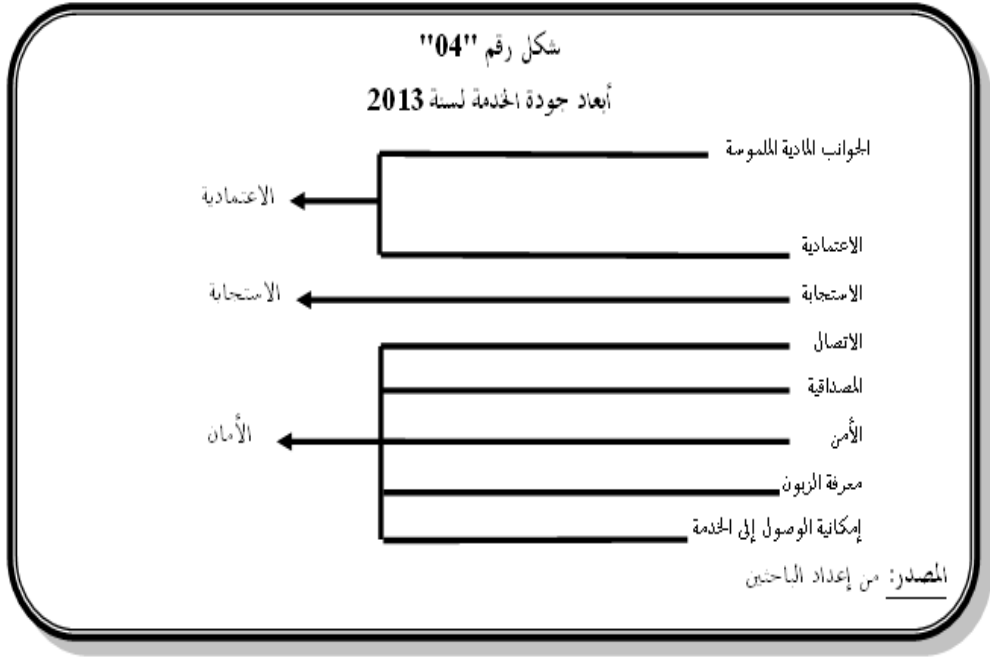 شكل رقم "04"
أبعاد جودة الخدمة لسنة 2013
الجوانب المادية الملموسة
الاعتمادية
الاعتمادية
الاستجابة
الاستجابة
الاتصال
المصداقية
الأمن
الأمان
معرفة الزبون
إمكانية الوصول إلى الخدمة
المصدر: من إعداد الباحثين